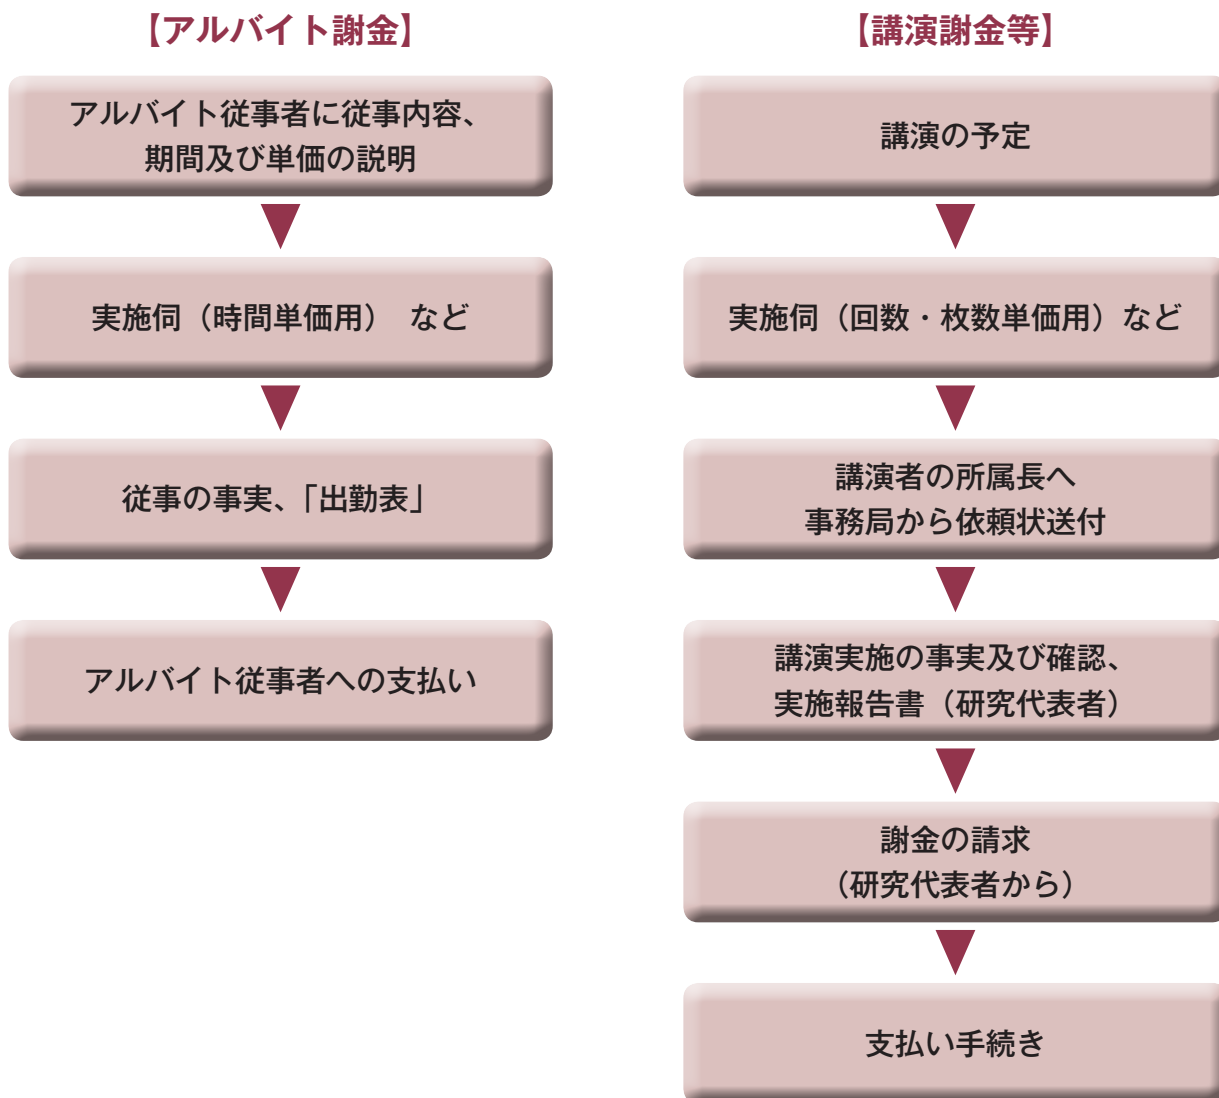 【アルバイト謝金】
アルバイト従事者に従事内容、
期間及び単価の説明
実施伺（時間単価用）　など
従事の事実、「出勤表」
アルバイト従事者への支払い
【講演謝金等】
講演の予定
実施伺（回数・枚数単価用）など
講演者の所属長へ
事務局から依頼状送付
講演実施の事実及び確認、
実施報告書（研究代表者）
謝金の請求
（研究代表者から）
支払い手続き